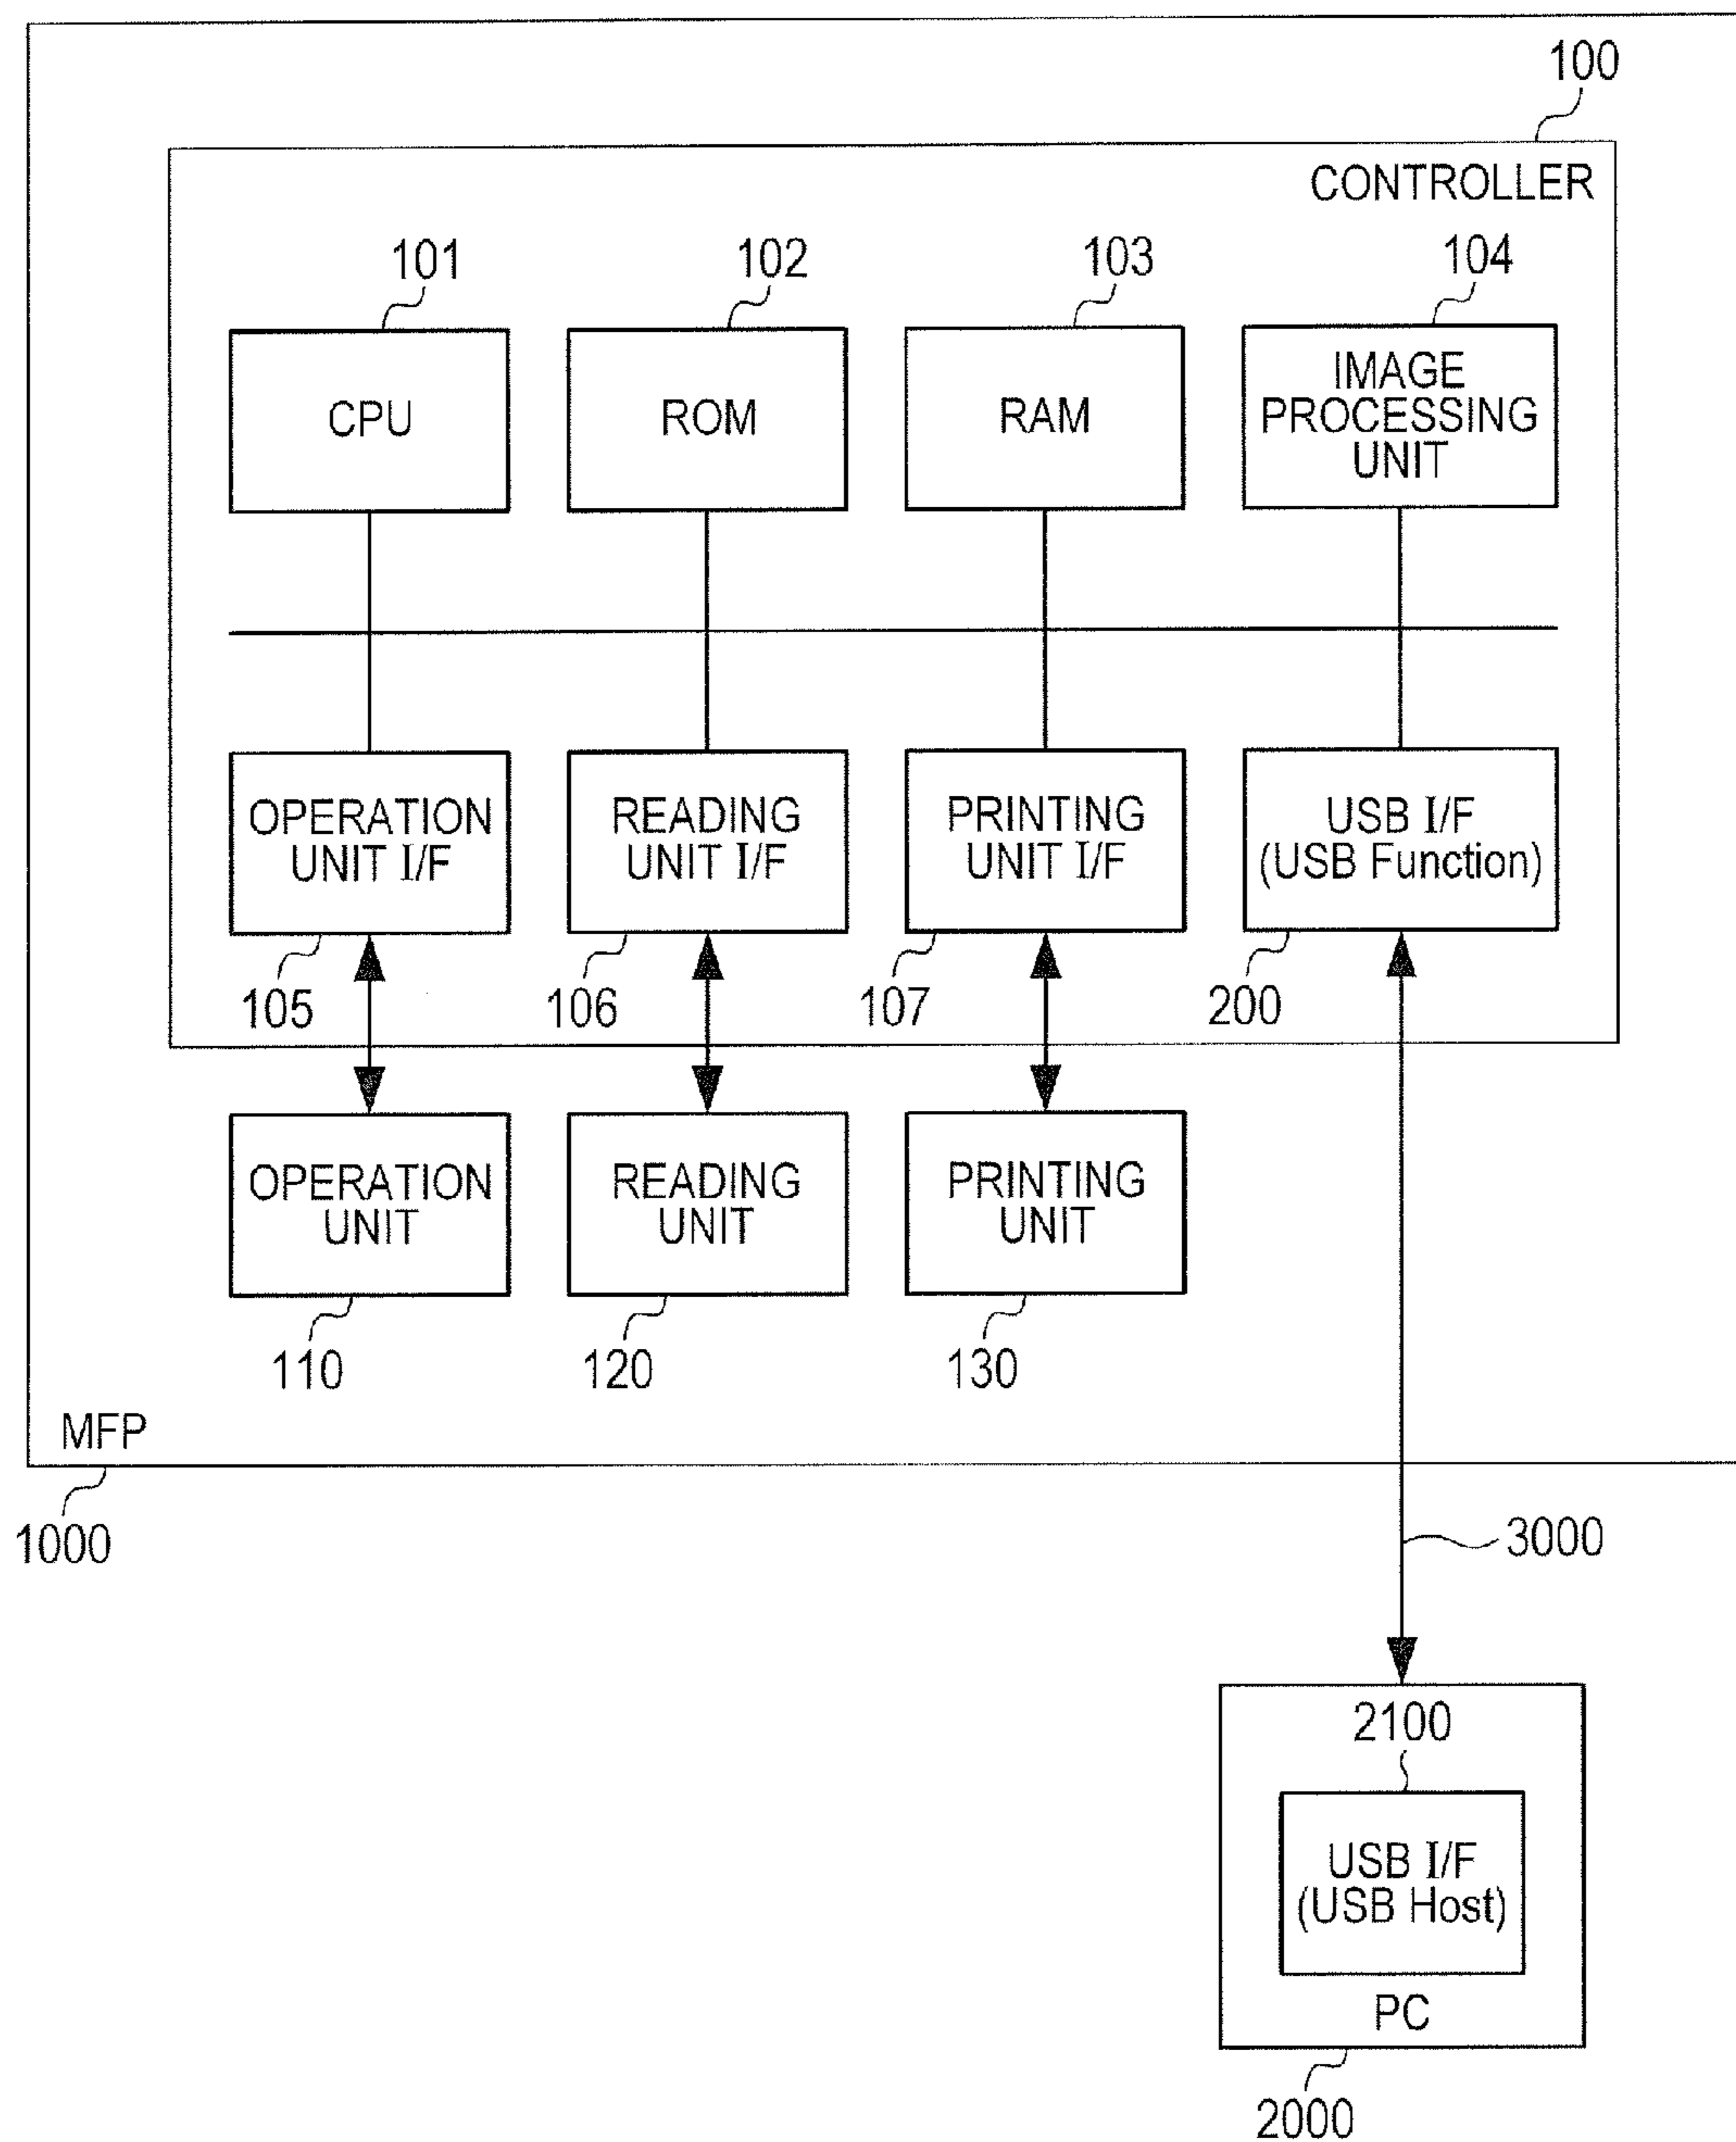 100
CONTROLLER
101
102
103
104
CPU
ROM
RAM
IMAGE
PROCESSING
UNIT
OPERATION
UNIT I/F
READING
UNIT I/F
PRINTING
UNIT I/F
USB I/F
(USB Function)
105
106
107
200
OPERATION
UNIT
READING
UNIT
PRINTING
UNIT
110
120
130
MFP
1000
3000
2100
USB I/F
(USB Host)
PC
2000